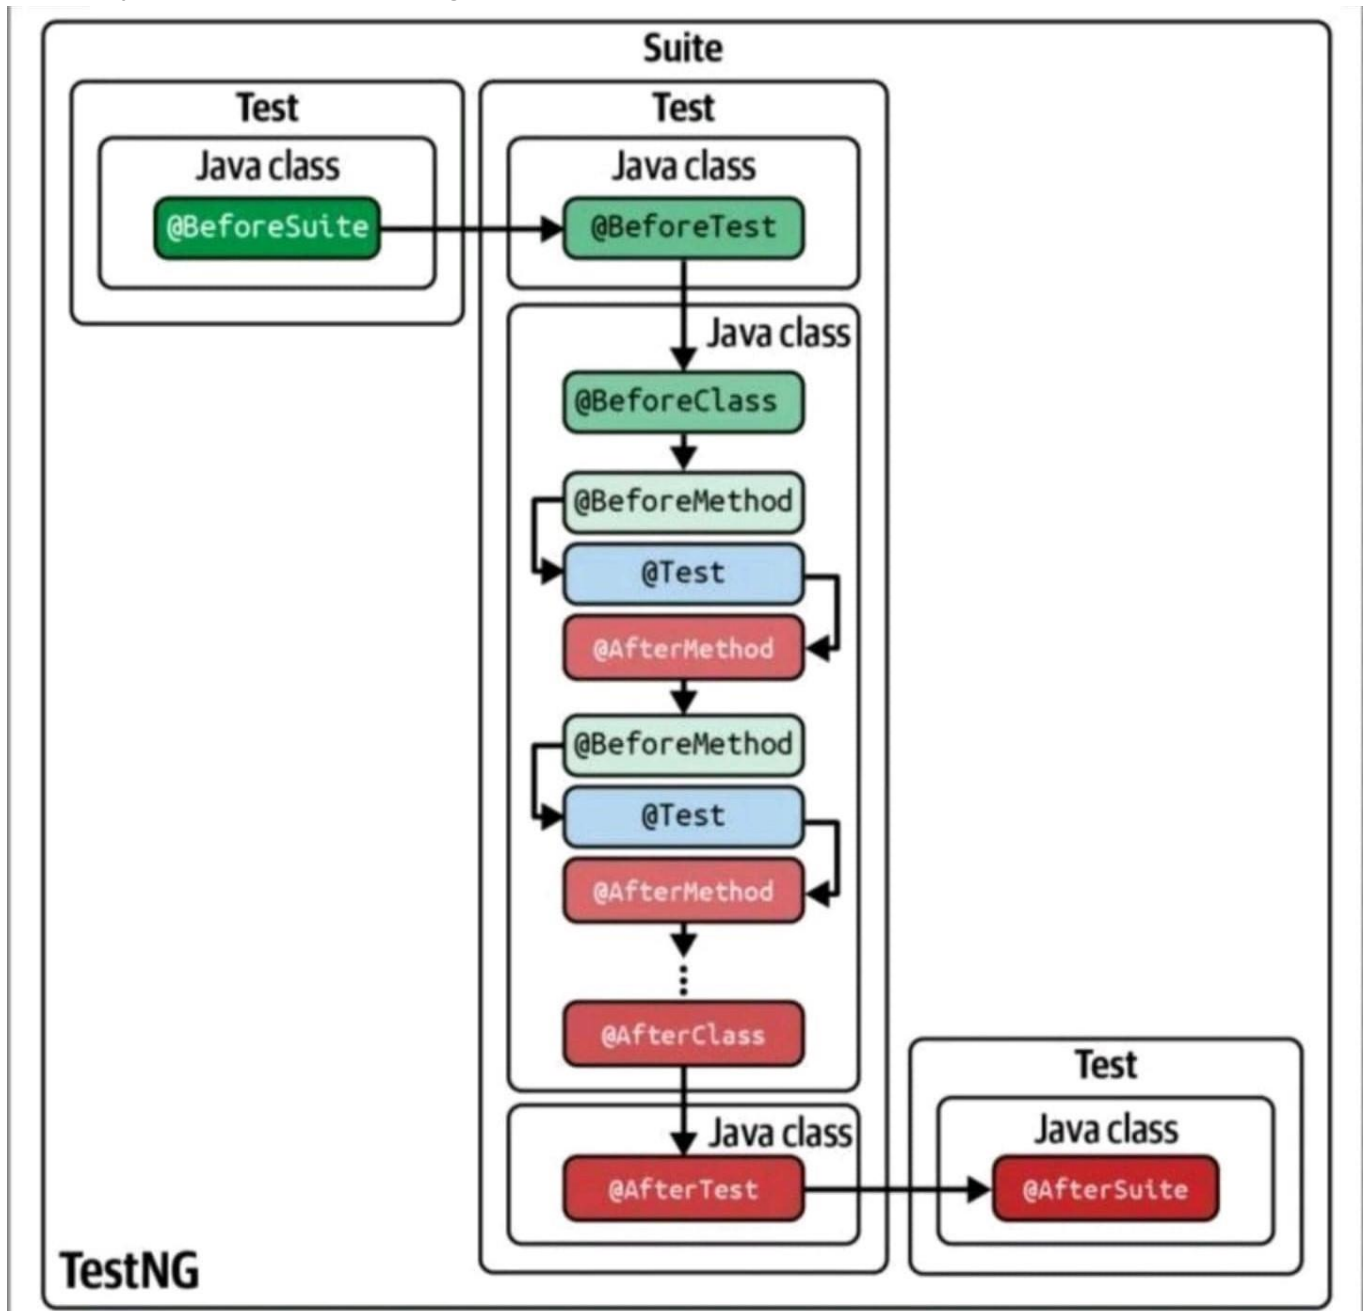 Suite
Test
Java class
@BeforeSuite
Test
Java class
@BeforeTest
Java class
@BeforeClass
@BeforeMethod
@Test
@AfterMethod
@BeforeMethod
@Test
@AfterMethod
@AfterClass
Java class
@AfterTest
Test
Java class
@AfterSuite
TestNG